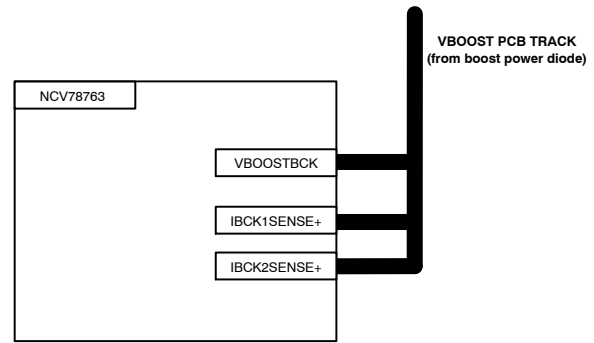 VBOOST PCB TRACK
(from boost power diode)
NCV78763
VBOOSTBCK
IBCK1SENSE+
IBCK2SENSE+